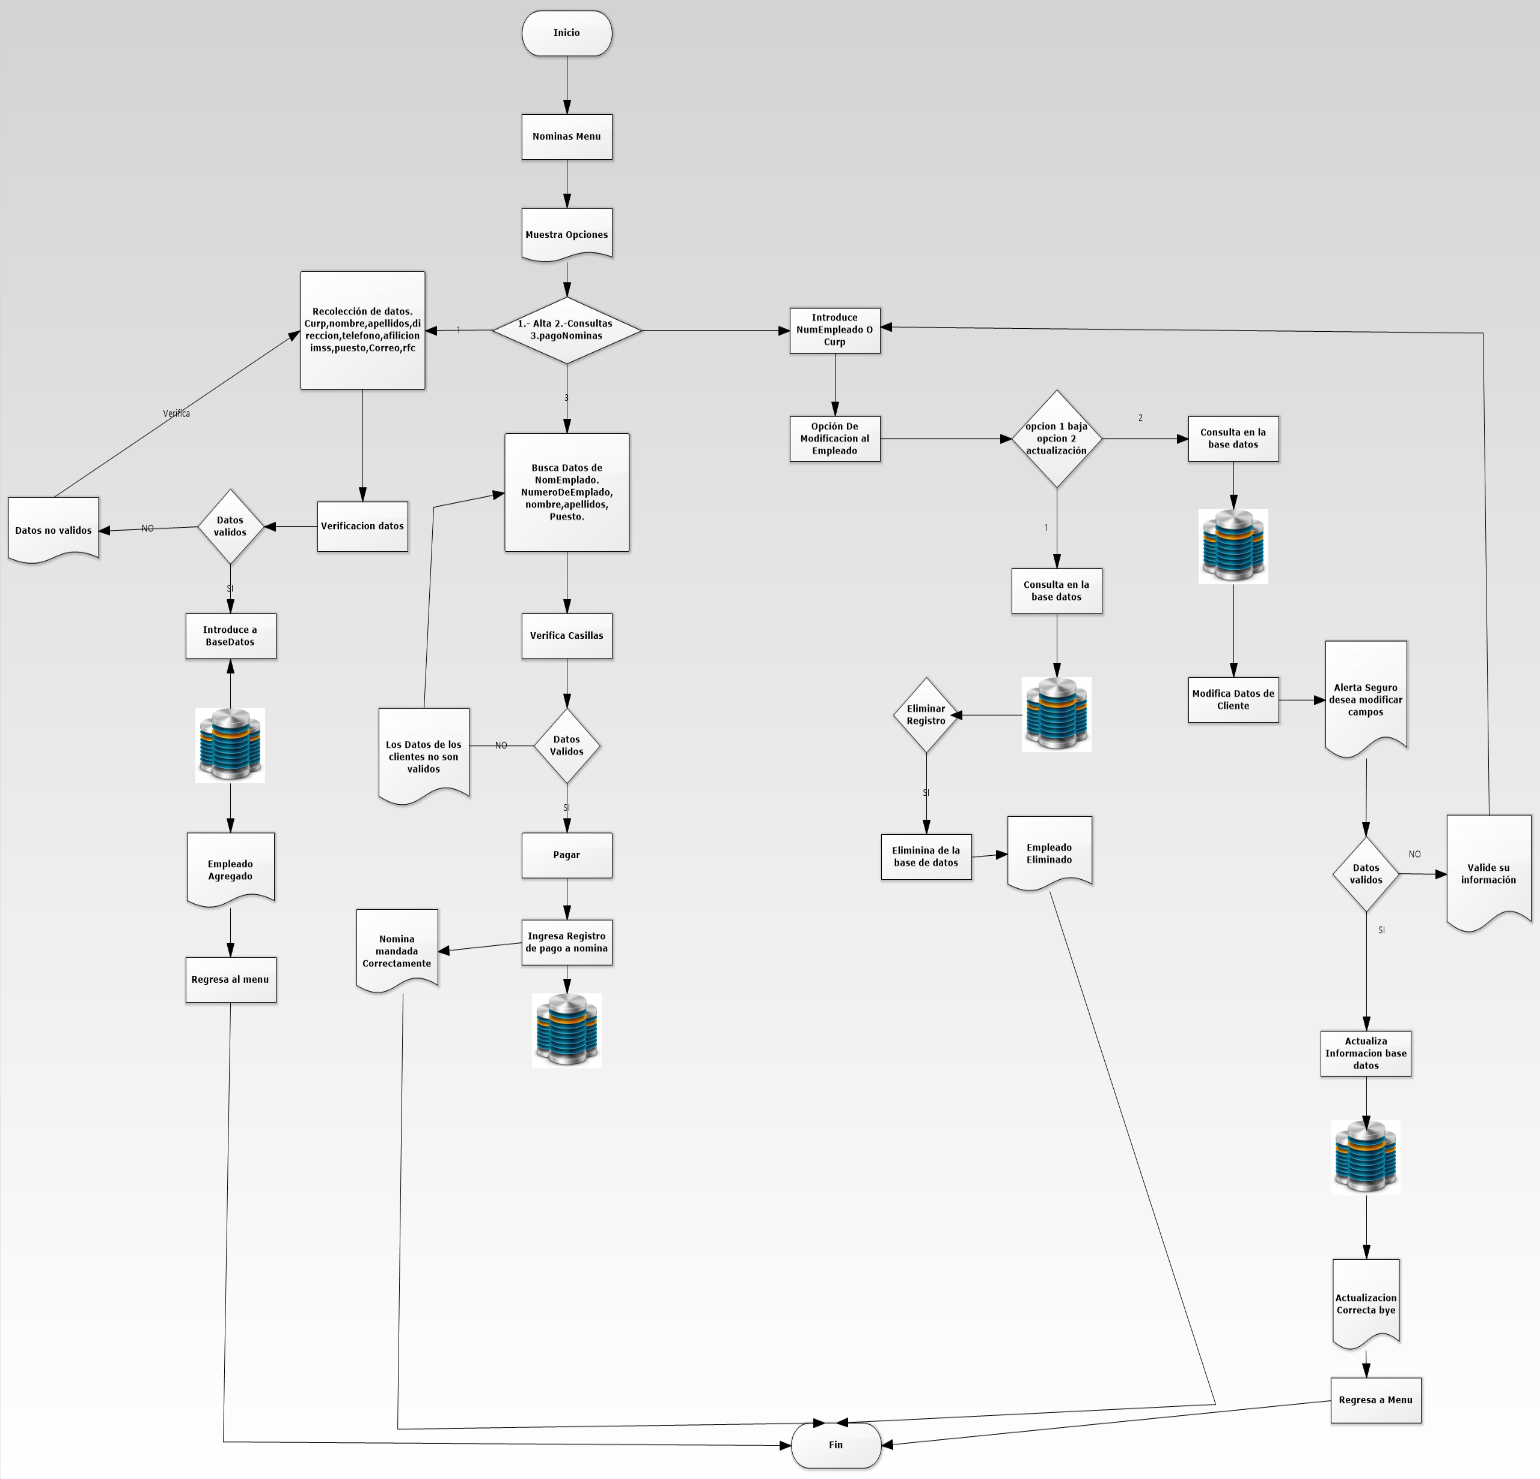 Inicio
Nominas Menu
Muestra Opciones
1.- Alta 2.-Consultas
3.pagoNominas
1
Recolección de datos.
Curp,nombre,apellidos,di
reccion,telefono,afilicion
imss,puesto,Correo,rfc
Verifica
Verificacion datos
Datos
validos
NO
Datos no validos
SI
Introduce a
BaseDatos
Empleado
Agregado
Regresa al menu
3
Busca Datos de
NomEmplado.
NumeroDeEmplado,
nombre,apellidos,
Puesto.
Verifica Casillas
Datos
Validos
NO
Los Datos de los
clientes no son
validos
SI
Pagar
Ingresa Registro
de pago a nomina
Nomina
mandada
Correctamente
Introduce
NumEmpleado O
Curp
Opción De
Modificacion al
Empleado
opcion 1 baja
opcion 2
actualización
1
2
Consulta en la
base datos
Eliminar
Registro
SI
Eliminina de la
base de datos
Empleado
Eliminado
Consulta en la
base datos
Modifica Datos de
Cliente
Alerta Seguro
desea modificar
campos
Datos
validos
NO
Valide su
información
SI
Actualiza
Informacion base
datos
Actualizacion
Correcta bye
Regresa a Menu
Fin